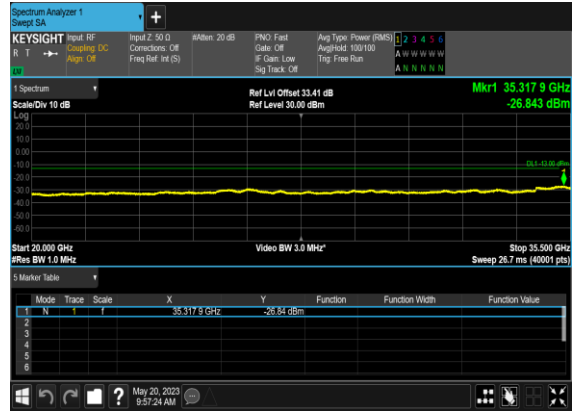 Spectrum Analyzer 1
Swept SA
+
KEYSIGHT Input: RF Input Z: 50 Ω #Atten: 20 dB PNO: Fast Avg Type: Power (RMS) 1 2 3 4 5 6
R T Coupling: DC Corrections: Off Gate: Off Avg|Hold: 100/100 A W W W W W
Align: Off Freq Ref: Int (S) IF Gain: Low Trig: Free Run
LW Sig Track: Off A N N N N N
1 Spectrum Ref Lvl Offset 33.41 dB Mkr1 35.317 9 GHz
Scale/Div 10 dB Ref Level 30.00 dBm -26.843 dBm
Log
20.0
10.0
0.00
-10.0 DL1 -13.00 dBm
-20.0
-30.0
-40.0
-50.0
-60.0
Start 20.000 GHz Video BW 3.0 MHz* Stop 35.500 GHz
#Res BW 1.0 MHz Sweep 26.7 ms (40001 pts)
5 Marker Table
Mode Trace Scale X Y Function Function Width Function Value
1 N 1 f 35.317 9 GHz -26.84 dBm
2
3
4
5
6
? May 20, 2023
9:57:24 AM